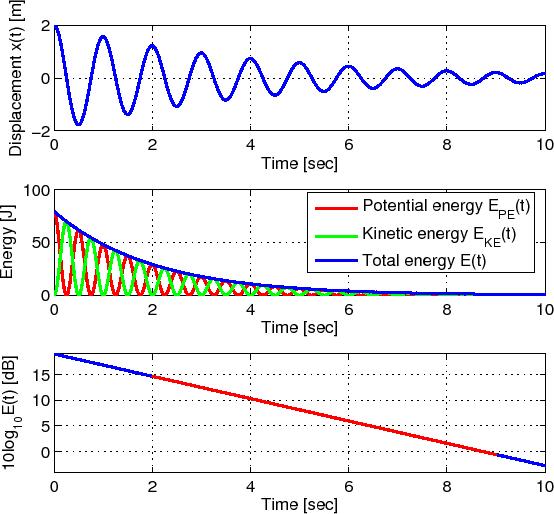 Displacement x(t) [m]
2
0
−2
0 2 4 6 8 10
Time [sec]
Energy [J]
100
50
0
Potential energy E_PE(t)
Kinetic energy E_KE(t)
Total energy E(t)
0 2 4 6 8 10
Time [sec]
10log_10 E(t) [dB]
15
10
5
0
0 2 4 6 8 10
Time [sec]